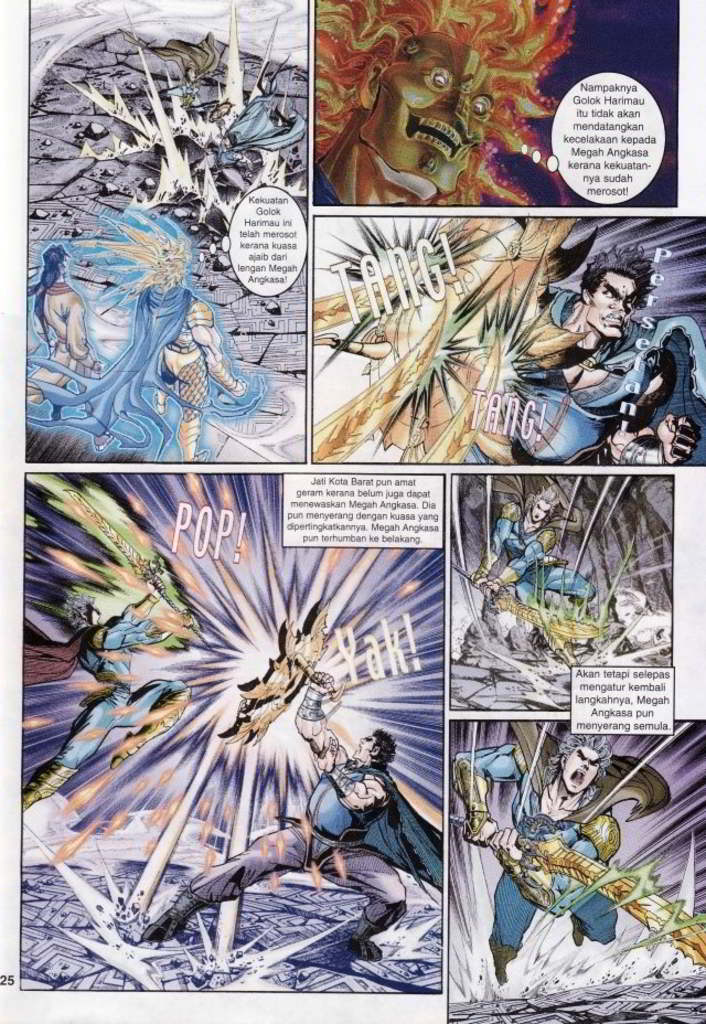 Kekuatan
Golok
Harimau ini
telah merosot
kerana kuasa
ajaib dari
lengan Megah
Angkasa!
Nampaknya
Golok Harimau
itu tidak akan
mendatangkan
kecelakaan kepada
Megah Angkasa
kerana kekuatan-
nya sudah
merosot!
TANG!
TANG!
Persetan!
Jati Kota Barat pun amat
geram kerana belum juga dapat
menewaskan Megah Angkasa. Dia
pun menyerang dengan kuasa yang
dipertingkatkannya. Megah Angkasa
pun terhumban ke belakang.
POP!
Yak!
Akan tetapi selepas
mengatur kembali
langkahnya, Megah
Angkasa pun
menyerang semula.
25